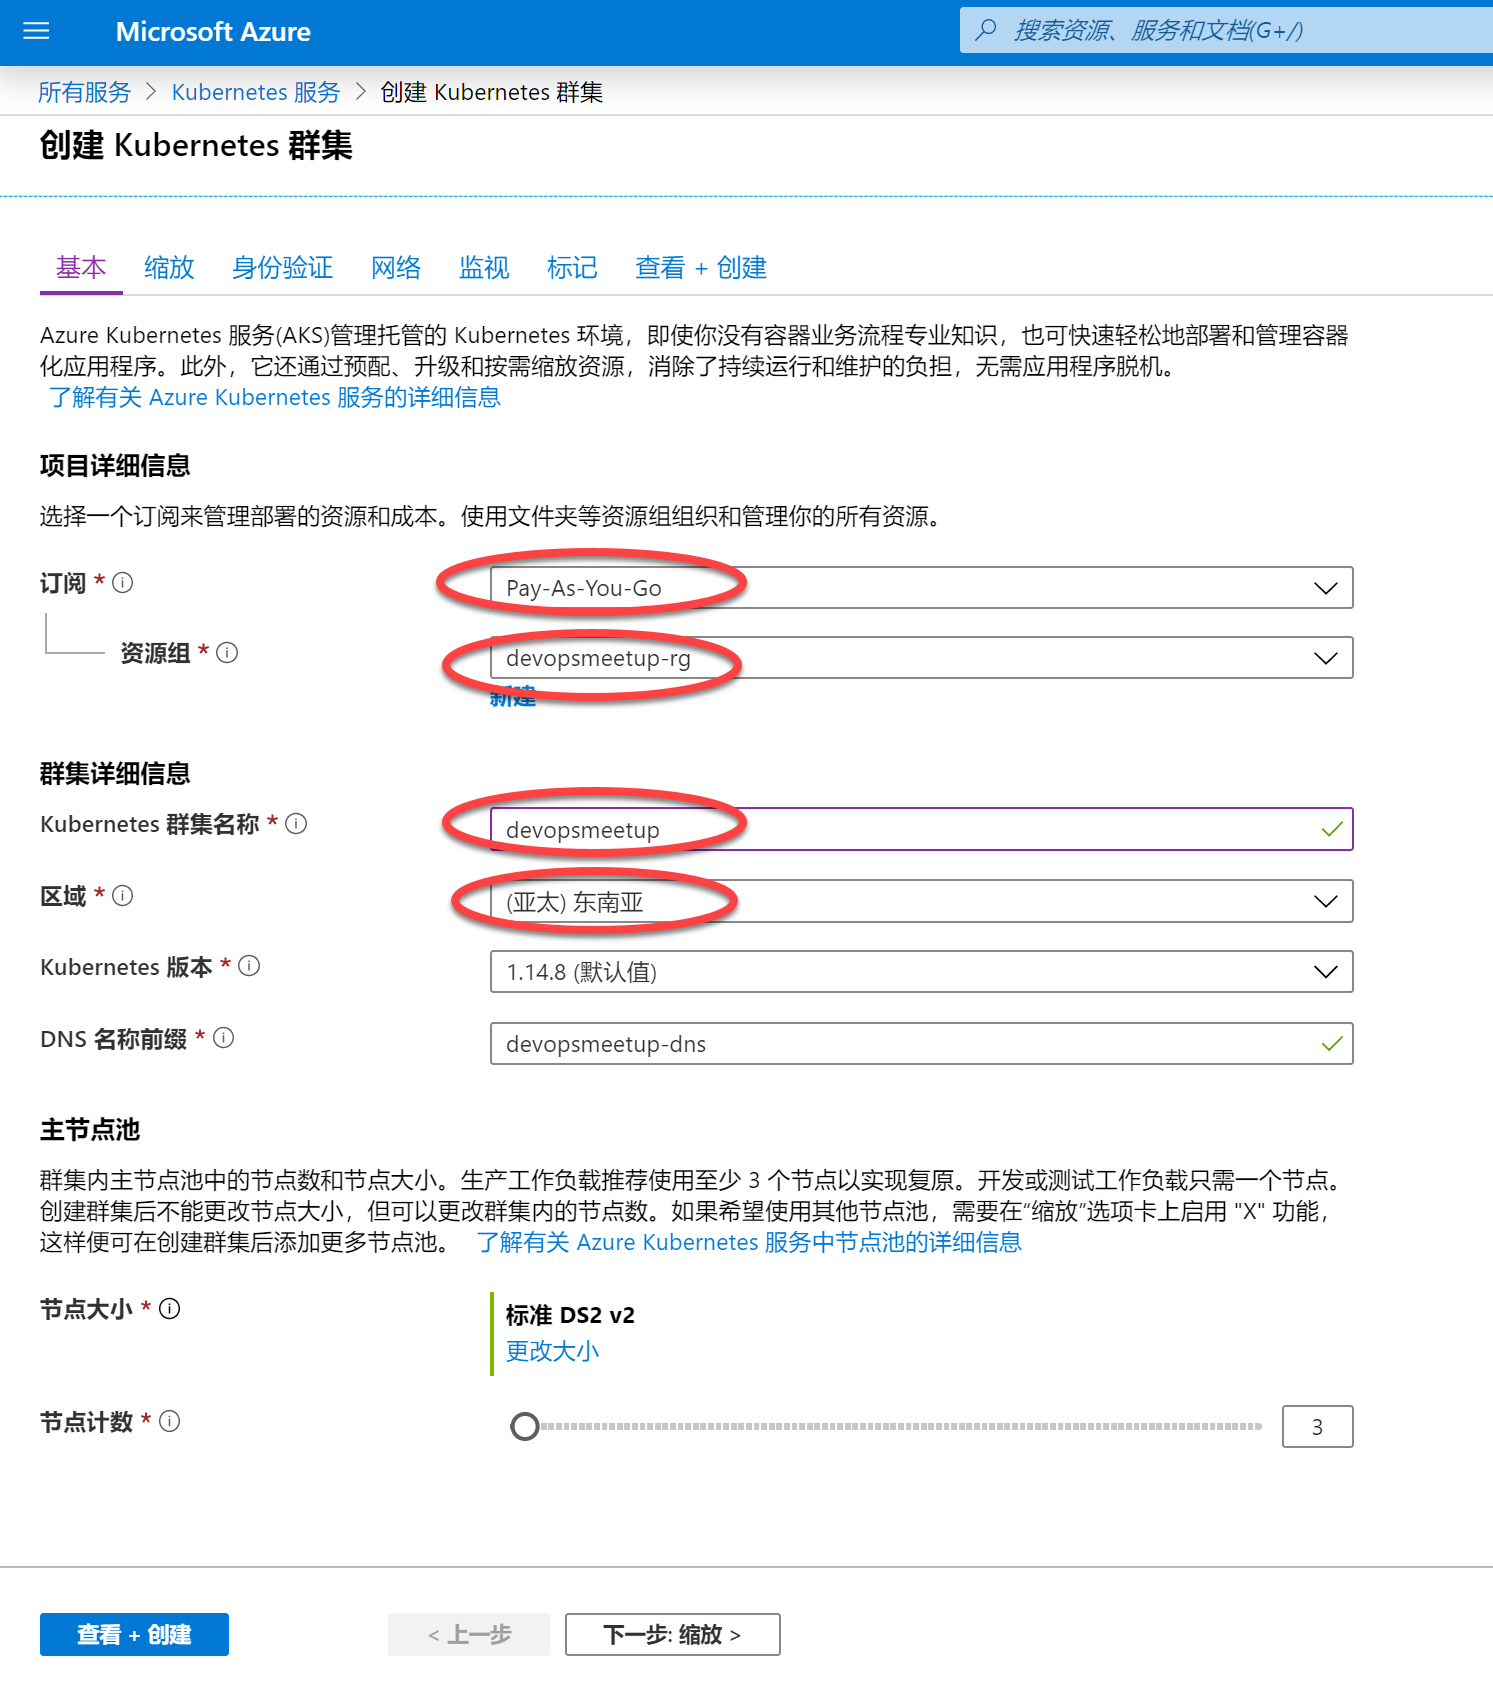 Microsoft Azure
搜索资源、服务和文档(G+/)
所有服务 > Kubernetes 服务 > 创建 Kubernetes 群集
创建 Kubernetes 群集
基本 缩放 身份验证 网络 监视 标记 查看 + 创建
Azure Kubernetes 服务(AKS)管理托管的 Kubernetes 环境，即使你没有容器业务流程专业知识，也可快速轻松地部署和管理容器
化应用程序。此外，它还通过预配、升级和按需缩放资源，消除了持续运行和维护的负担，无需应用程序脱机。
了解有关 Azure Kubernetes 服务的详细信息
项目详细信息
选择一个订阅来管理部署的资源和成本。使用文件夹等资源组组织和管理你的所有资源。
订阅 * Pay-As-You-Go
资源组 * devopsmeetup-rg
新建
群集详细信息
Kubernetes 群集名称 * devopsmeetup
区域 * (亚太) 东南亚
Kubernetes 版本 * 1.14.8 (默认值)
DNS 名称前缀 * devopsmeetup-dns
主节点池
群集内主节点池中的节点数和节点大小。生产工作负载推荐使用至少 3 个节点以实现复原。开发或测试工作负载只需一个节点。
创建群集后不能更改节点大小，但可以更改群集内的节点数。如果希望使用其他节点池，需要在“缩放”选项卡上启用 "X" 功能，
这样便可在创建群集后添加更多节点池。 了解有关 Azure Kubernetes 服务中节点池的详细信息
节点大小 * 标准 DS2 v2
更改大小
节点计数 * 3
查看 + 创建 < 上一步 下一步: 缩放 >